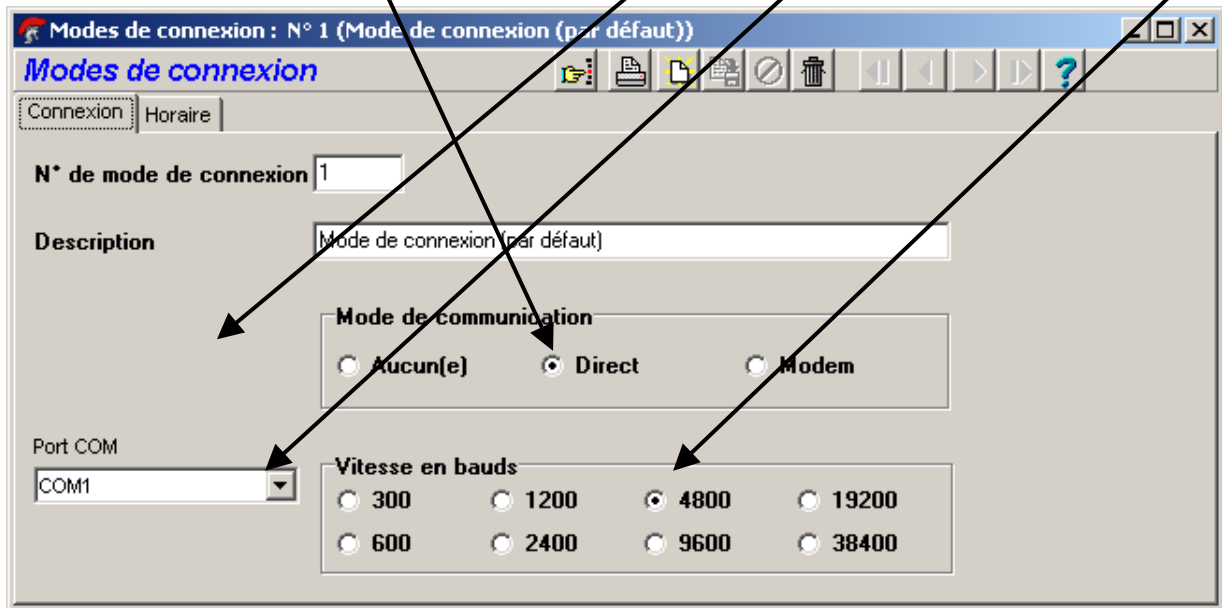 Modes de connexion : N° 1 (Mode de connexion (par défaut))
Modes de connexion
?
Connexion Horaire
N° de mode de connexion 1
Description Mode de connexion (par défaut)
Mode de communication
Aucun(e) Direct Modem
Port COM
COM1
Vitesse en bauds
300 1200 4800 19200
600 2400 9600 38400